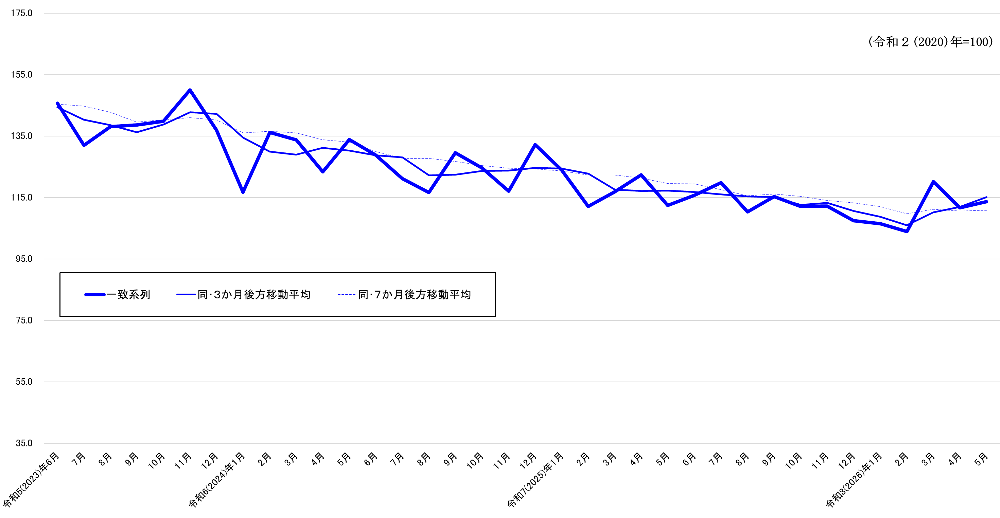 175.0
(令和２(2020)年=100)
155.0
135.0
115.0
95.0
一致系列 同･３か月後方移動平均 同･７か月後方移動平均
75.0
55.0
35.0
令和5(2023)年6月
7月
8月
9月
10月
11月
12月
令和6(2024)年1月
2月
3月
4月
5月
6月
7月
8月
9月
10月
11月
12月
令和7(2025)年1月
2月
3月
4月
5月
6月
7月
8月
9月
10月
11月
12月
令和8(2026)年1月
2月
3月
4月
5月